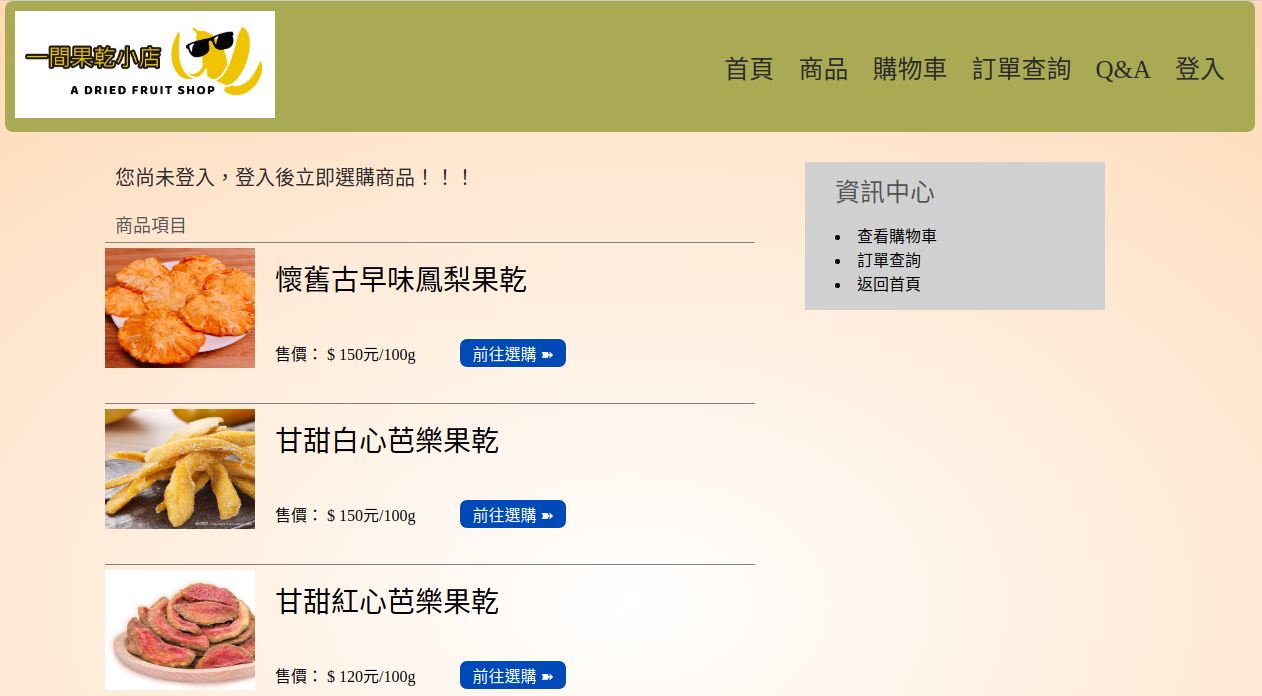 一間果乾小店
A DRIED FRUIT SHOP
首頁 商品 購物車 訂單查詢 Q&A 登入
您尚未登入，登入後立即選購商品！！！
商品項目
懷舊古早味鳳梨果乾
售價： $ 150元/100g 前往選購 ➽
甘甜白心芭樂果乾
售價： $ 150元/100g 前往選購 ➽
甘甜紅心芭樂果乾
售價： $ 120元/100g 前往選購 ➽
資訊中心
查看購物車
訂單查詢
返回首頁